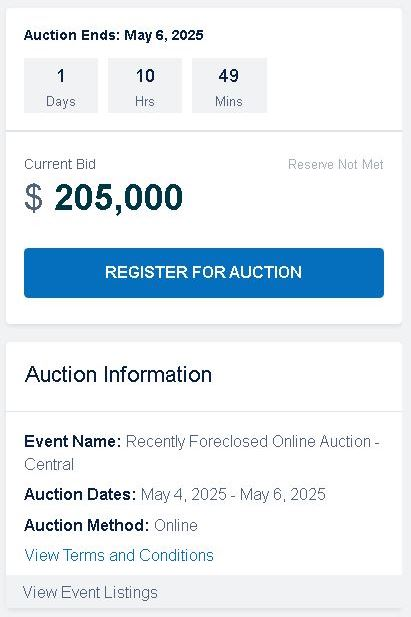 Auction Ends: May 6, 2025
1 10 49
Days Hrs Mins
Current Bid Reserve Not Met
$ 205,000
REGISTER FOR AUCTION
Auction Information
Event Name: Recently Foreclosed Online Auction -
Central
Auction Dates: May 4, 2025 - May 6, 2025
Auction Method: Online
View Terms and Conditions
View Event Listings